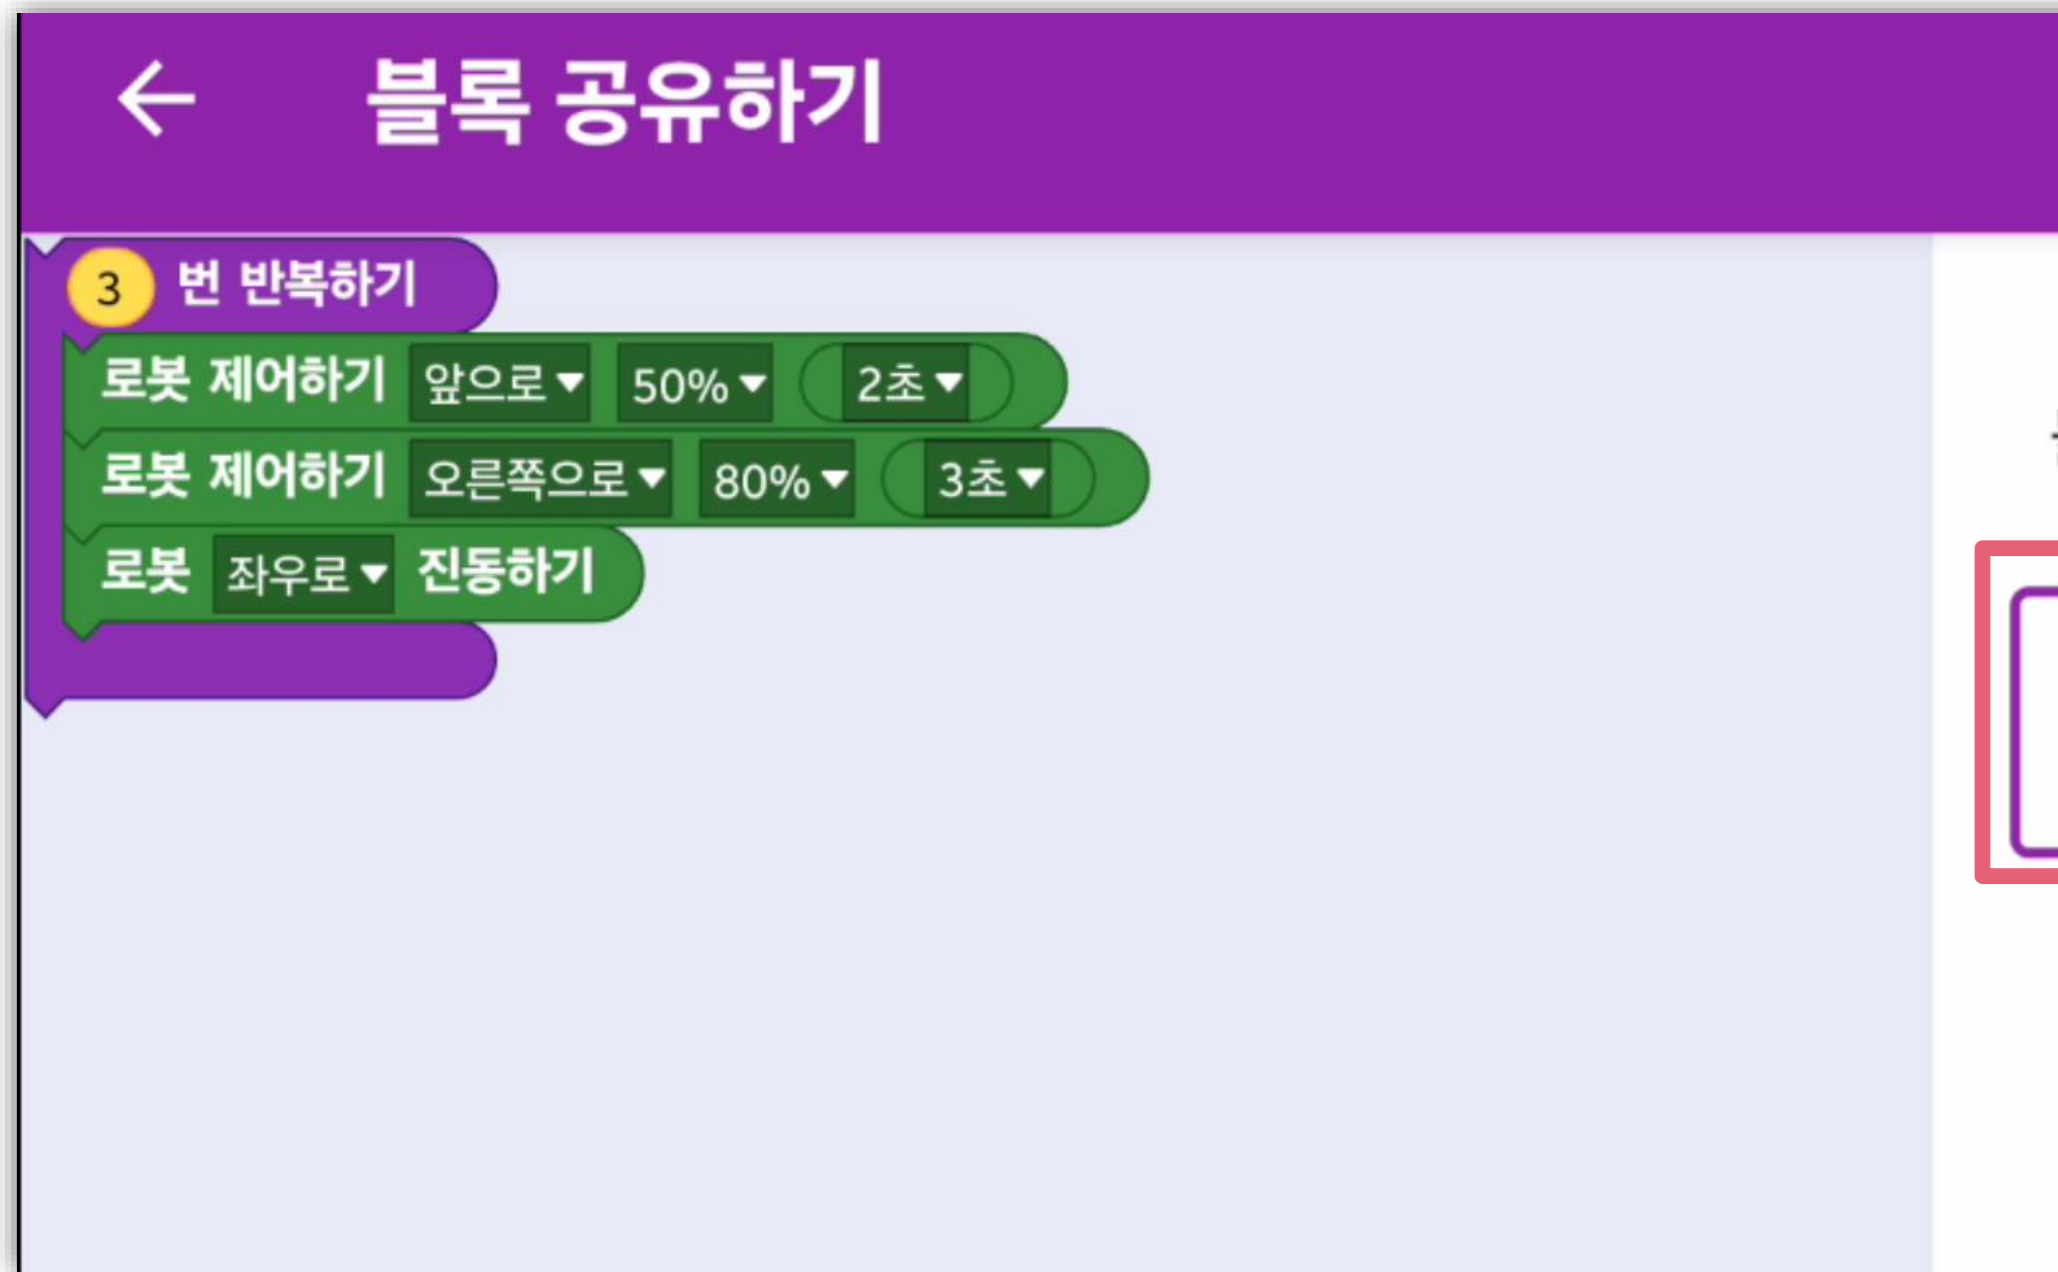 블록 공유하기
3 번 반복하기
로봇 제어하기 앞으로 50% 2초
로봇 제어하기 오른쪽으로 80% 3초
로봇 좌우로 진동하기